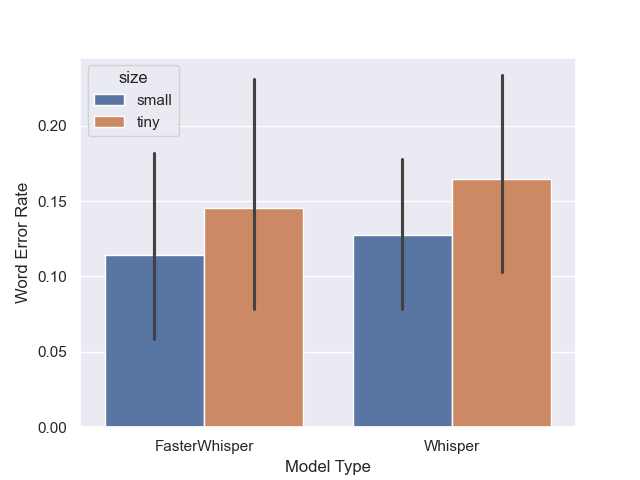 size
small
tiny
0.20
0.15
0.10
0.05
0.00
Word Error Rate
FasterWhisper
Whisper
Model Type